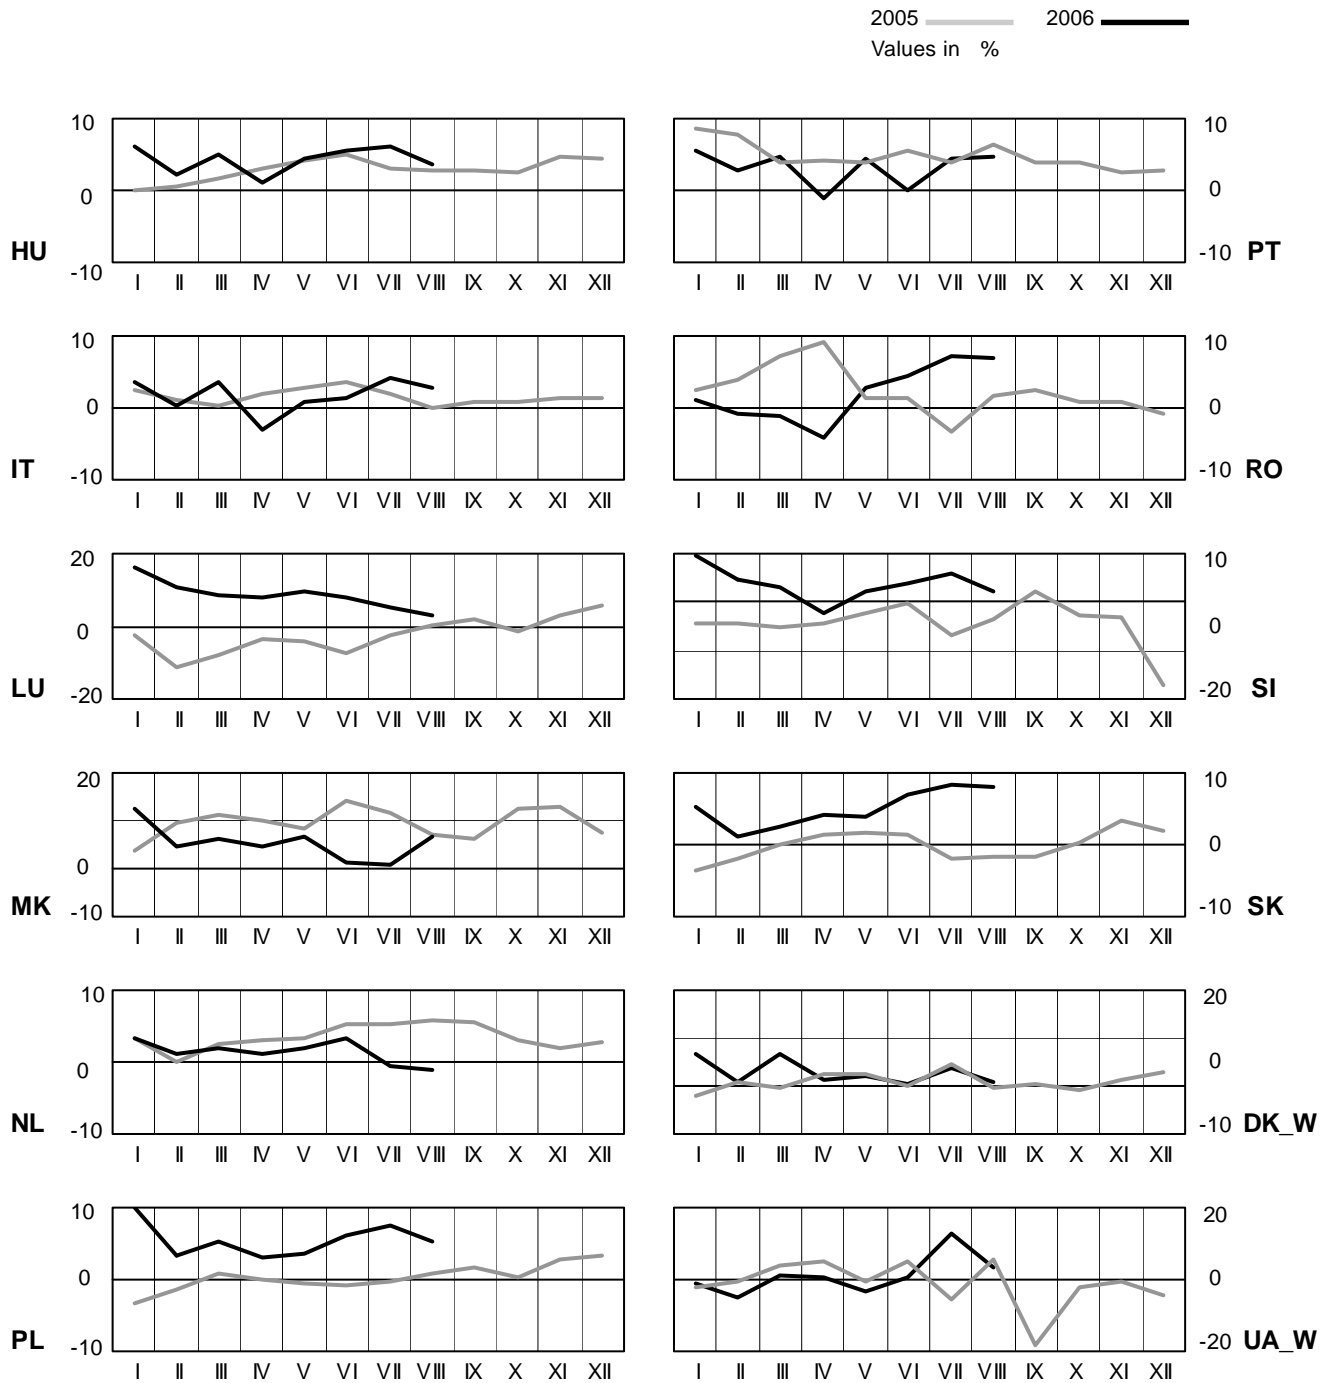 2005 2006
Values in %
10
0
HU
-10
I II III IV V VI VII VIII IX X XI XII
10
0
PT
-10
I II III IV V VI VII VIII IX X XI XII
10
0
IT
-10
I II III IV V VI VII VIII IX X XI XII
10
0
-10 RO
I II III IV V VI VII VIII IX X XI XII
20
0
LU
-20
I II III IV V VI VII VIII IX X XI XII
10
0
-20 SI
I II III IV V VI VII VIII IX X XI XII
20
0
MK
-10
I II III IV V VI VII VIII IX X XI XII
10
0
-10 SK
I II III IV V VI VII VIII IX X XI XII
10
0
NL
-10
I II III IV V VI VII VIII IX X XI XII
20
0
-10 DK_W
I II III IV V VI VII VIII IX X XI XII
10
0
PL
-10
I II III IV V VI VII VIII IX X XI XII
20
0
-20 UA_W
I II III IV V VI VII VIII IX X XI XII